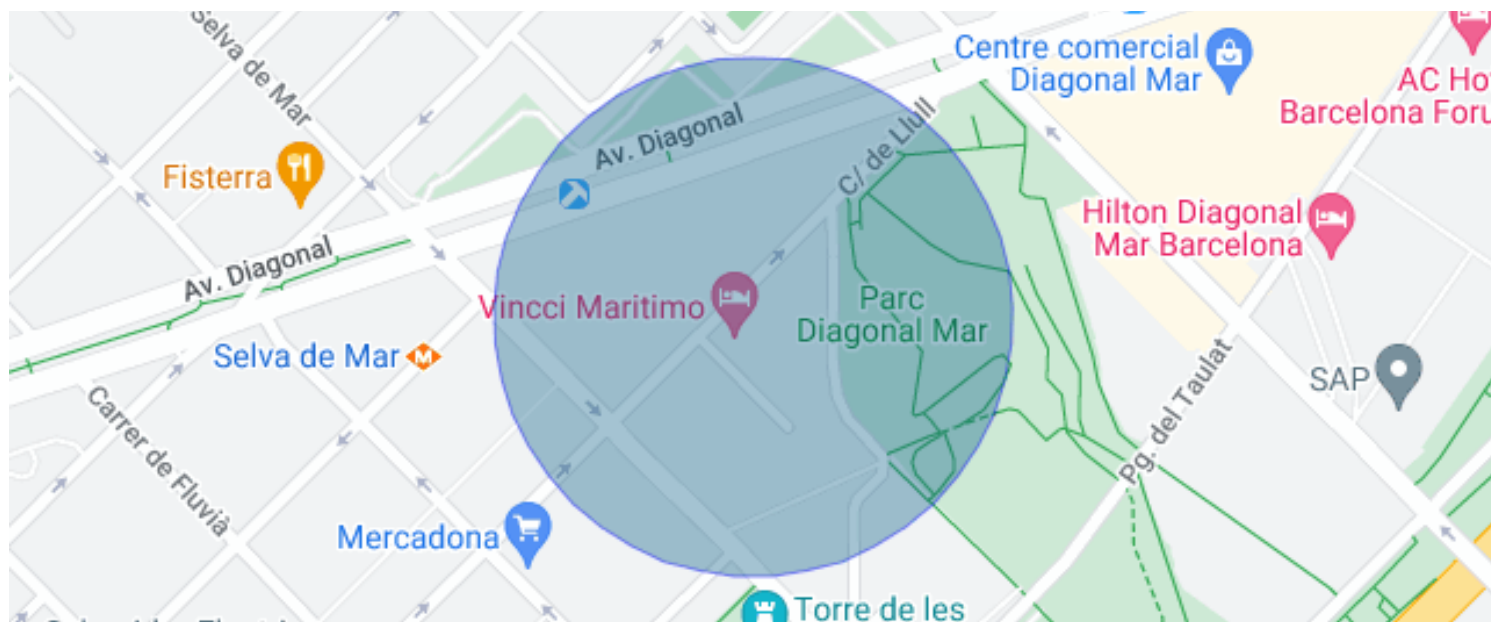 Selva de Mar
Centre comercial
Diagonal Mar
AC Ho
Barcelona Foru
Av. Diagonal
C/ de Llull
Fisterra
Hilton Diagonal
Mar Barcelona
Av. Diagonal
Vincci Maritimo
Parc
Diagonal Mar
Selva de Mar
M
SAP
Pg. del Taulat
Carrer de Fluvià
Mercadona
Torre de les